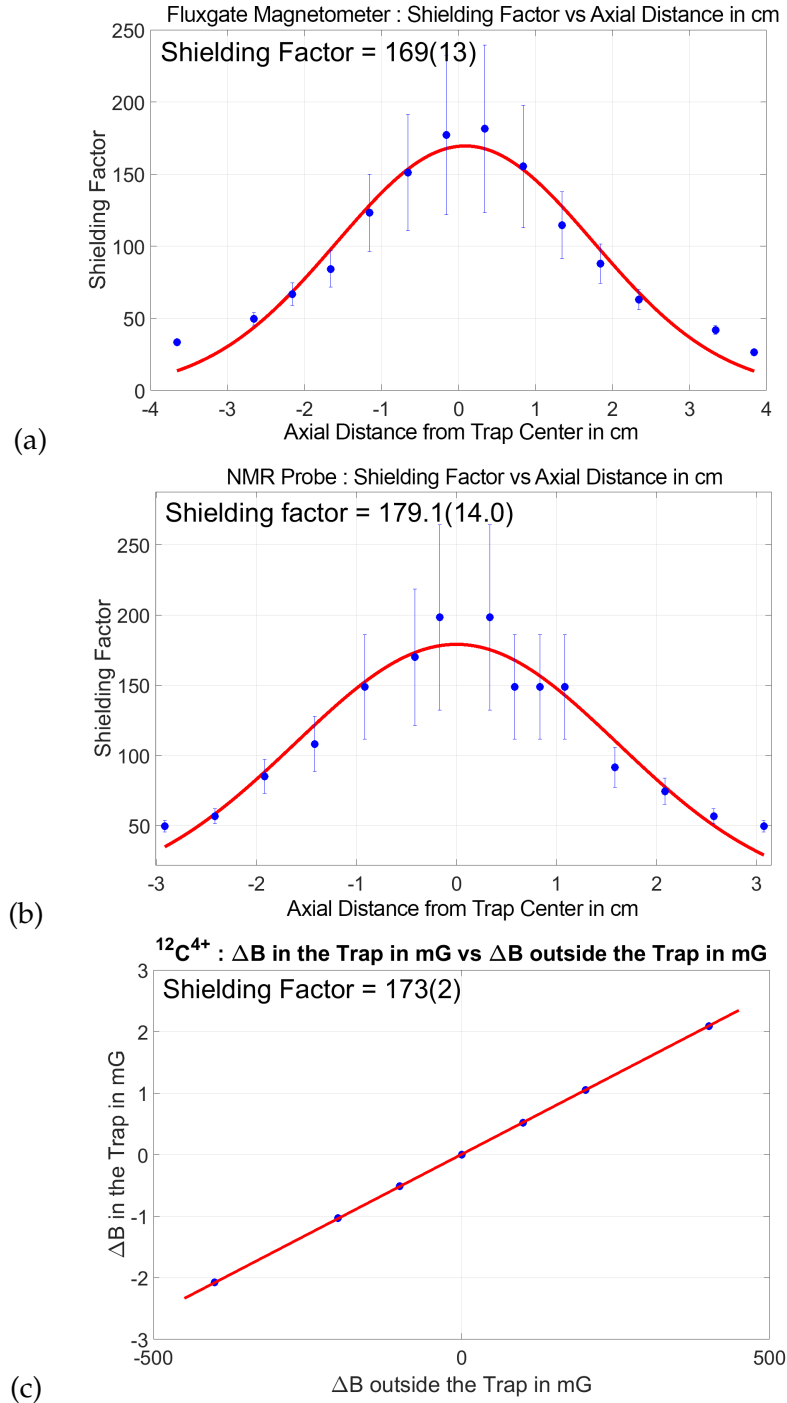 Fluxgate Magnetometer : Shielding Factor vs Axial Distance in cm
Shielding Factor = 169(13)
250
200
150
100
50
0
Shielding Factor
-4 -3 -2 -1 0 1 2 3 4
Axial Distance from Trap Center in cm
(a)
NMR Probe : Shielding Factor vs Axial Distance in cm
Shielding factor = 179.1(14.0)
250
200
150
100
50
Shielding Factor
-3 -2 -1 0 1 2 3
Axial Distance from Trap Center in cm
(b)
¹²C⁴⁺ : ΔB in the Trap in mG vs ΔB outside the Trap in mG
Shielding Factor = 173(2)
3
2
1
0
-1
-2
-3
ΔB in the Trap in mG
-500 0 500
ΔB outside the Trap in mG
(c)